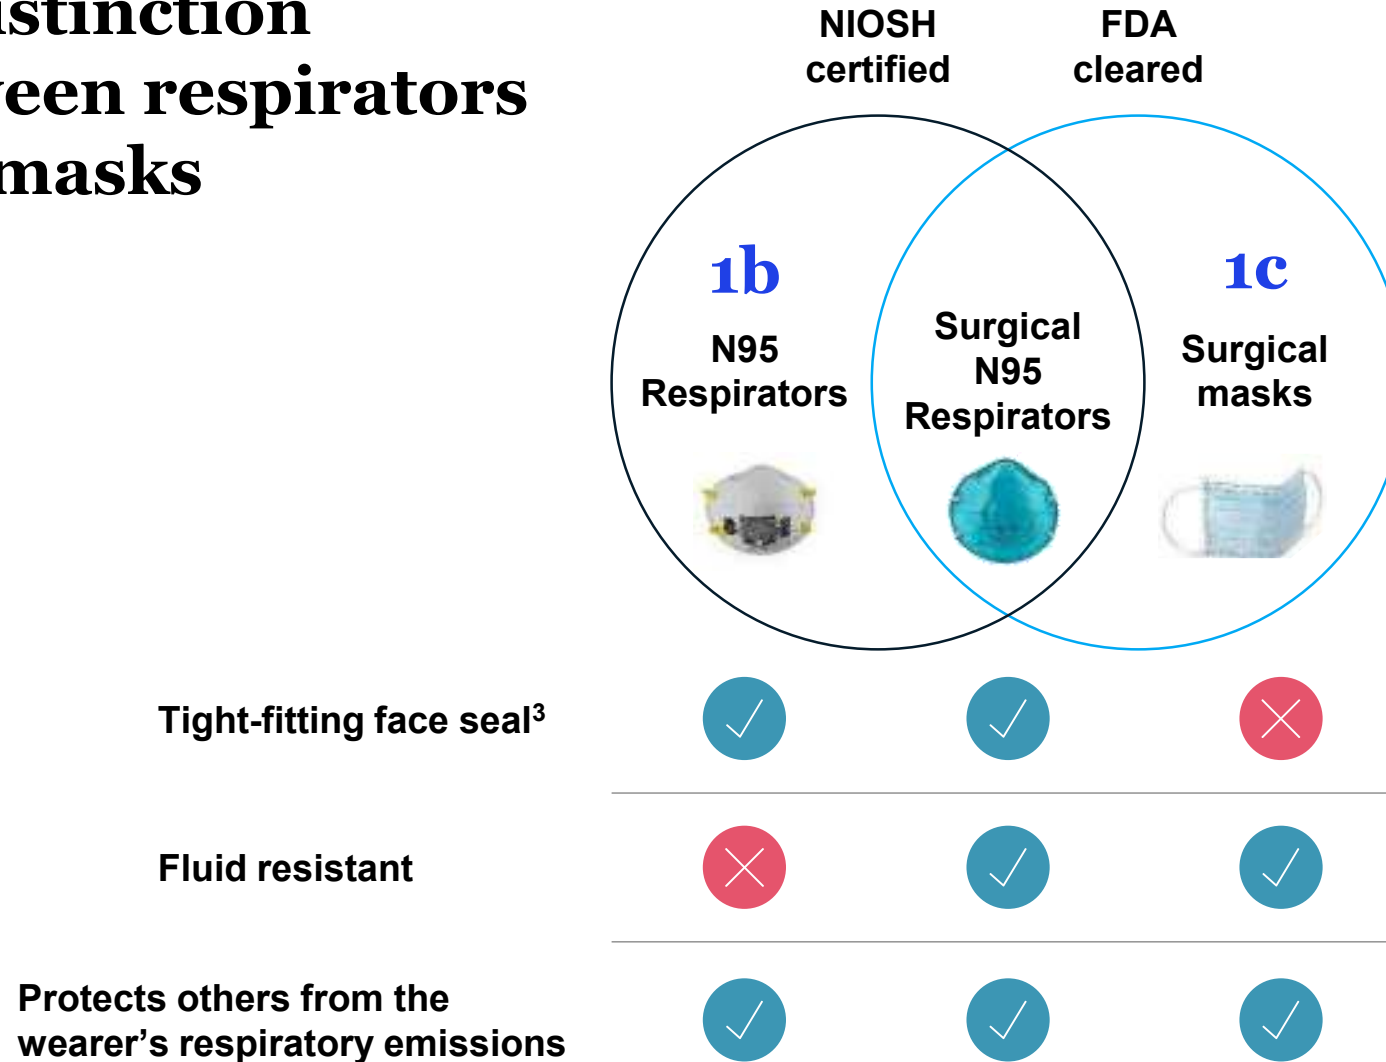 istinction
een respirators
masks
NIOSH
certified
FDA
cleared
1b
N95
Respirators
Surgical
N95
Respirators
1c
Surgical
masks
Tight-fitting face seal³
Fluid resistant
Protects others from the
wearer’s respiratory emissions